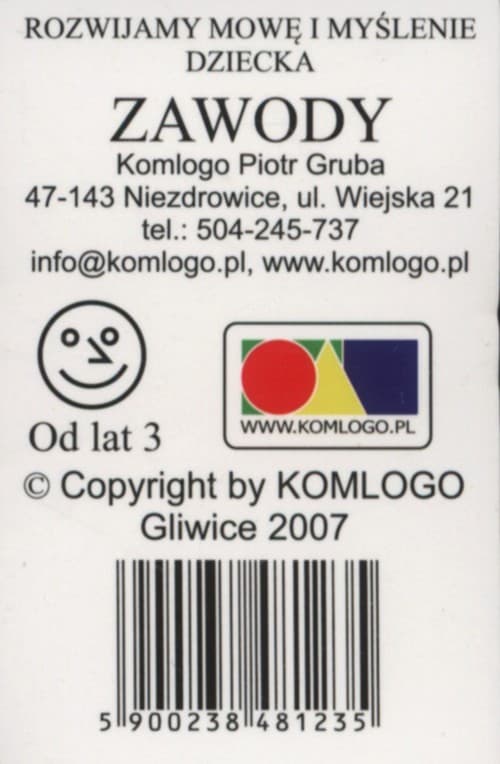 ROZWIJAMY MOWĘ I MYŚLENIE
DZIECKA
ZAWODY
Komlogo Piotr Gruba
47-143 Niezdrowice, ul. Wiejska 21
tel.: 504-245-737
info@komlogo.pl, www.komlogo.pl
WWW.KOMLOGO.PL
Od lat 3
© Copyright by KOMLOGO
Gliwice 2007
5 900238 481235